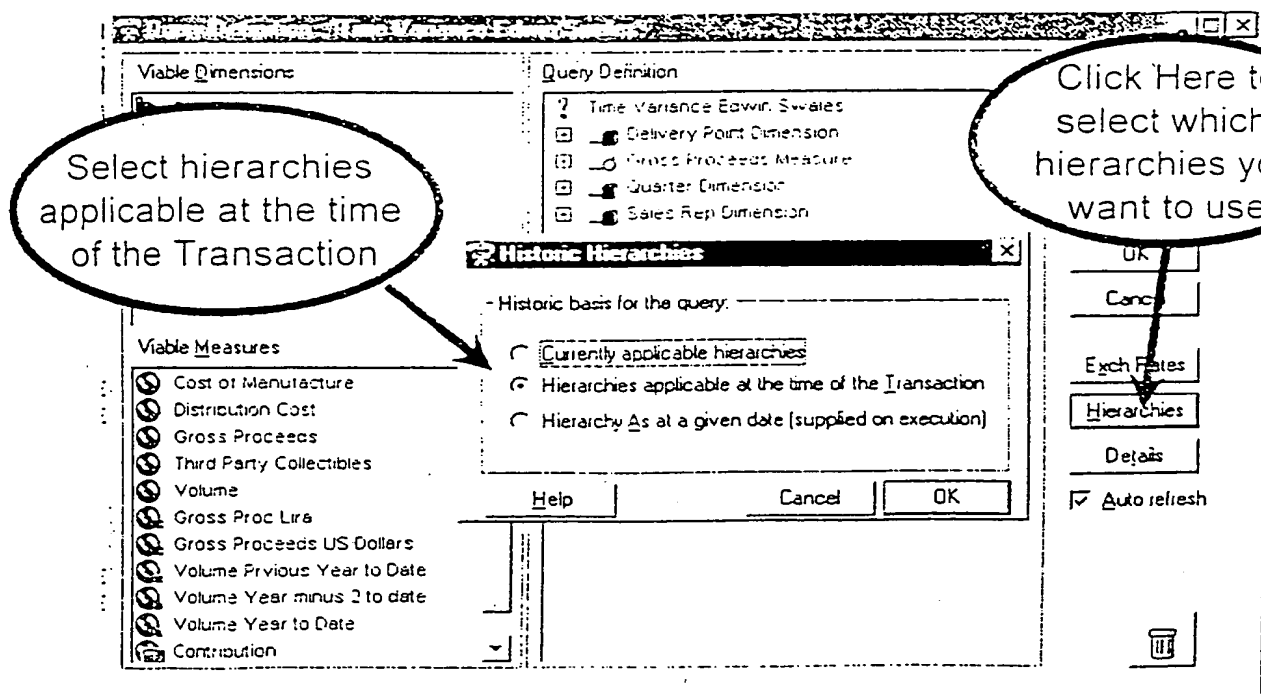 Viable Dimensions
Query Definition
Click Here to
select which
hierarchies yo
want to use
Select hierarchies
applicable at the time
of the Transaction
? Time Variance Edwin Swales
Delivery Point Dimension
Gross Proceeds Measure
Quarter Dimension
Sales Rep Dimension
Historic Hierarchies
Historic basis for the query:
Currently applicable hierarchies
Hierarchies applicable at the time of the Transaction
Hierarchy As at a given date (supplied on execution)
Help
Cancel
OK
OK
Cancel
Exch Rates
Hierarchies
Details
Auto refresh
Viable Measures
Cost of Manufacture
Distribution Cost
Gross Proceeds
Third Party Collectibles
Volume
Gross Proc Lira
Gross Proceeds US Dollars
Volume Prvious Year to Date
Volume Year minus 2 to date
Volume Year to Date
Contribution